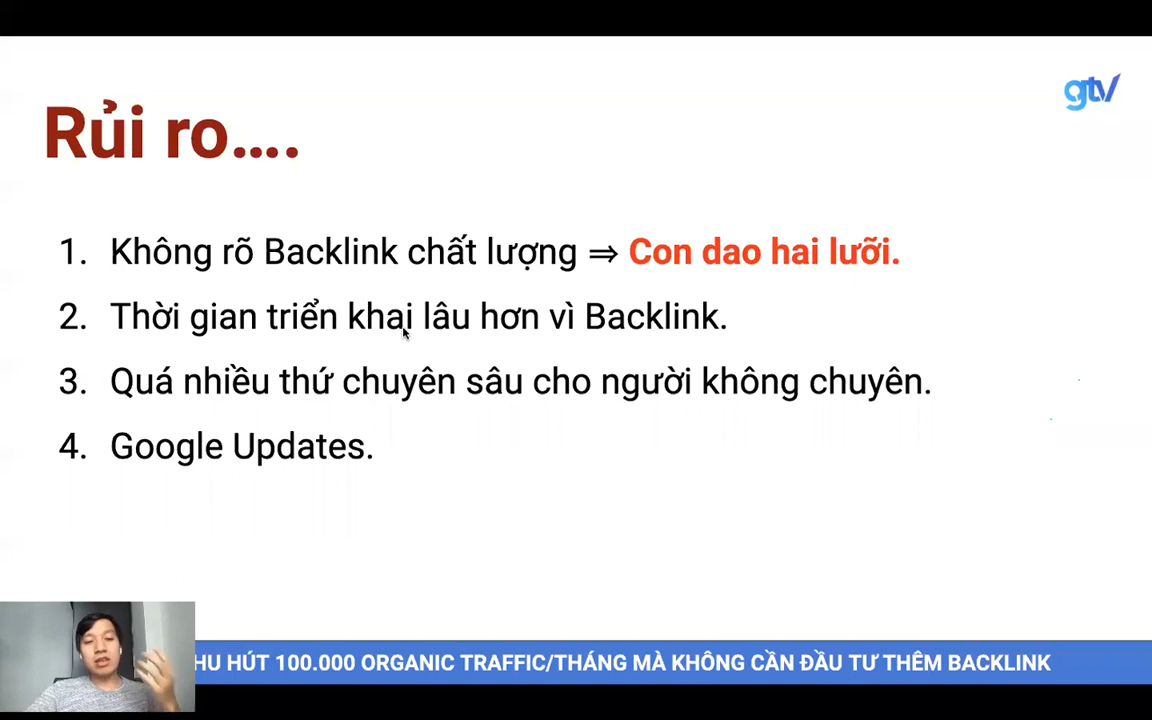 gtv
Rủi ro....
1. Không rõ Backlink chất lượng ⇒ Con dao hai lưỡi.
2. Thời gian triển khai lâu hơn vì Backlink.
3. Quá nhiều thứ chuyên sâu cho người không chuyên.
4. Google Updates.
HU HÚT 100.000 ORGANIC TRAFFIC/THÁNG MÀ KHÔNG CẦN ĐẦU TƯ THÊM BACKLINK